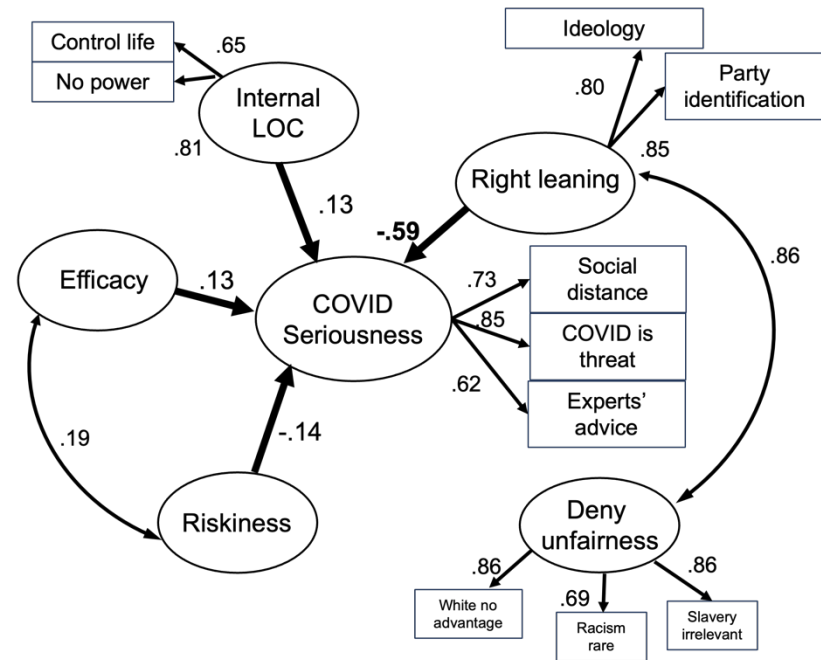 Control life
No power
.65
Internal
LOC
.81
Ideology
Party
identification
.80
.85
Right leaning
.13
-.59
.86
Efficacy
.13
COVID
Seriousness
.73
.85
.62
Social
distance
COVID is
threat
Experts'
advice
.19
-.14
Riskiness
Deny
unfairness
.86
.69
.86
White no
advantage
Racism
rare
Slavery
irrelevant